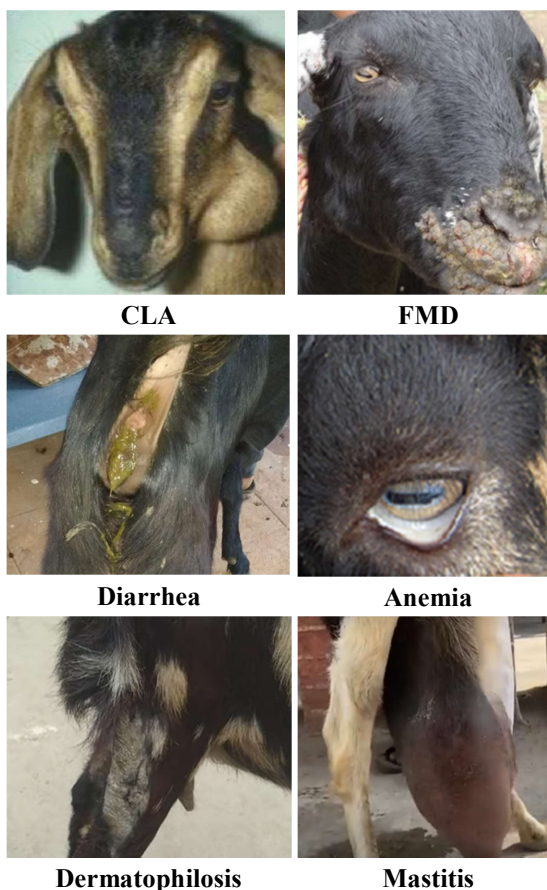 CLA
FMD
Diarrhea
Anemia
Dermatophilosis
Mastitis